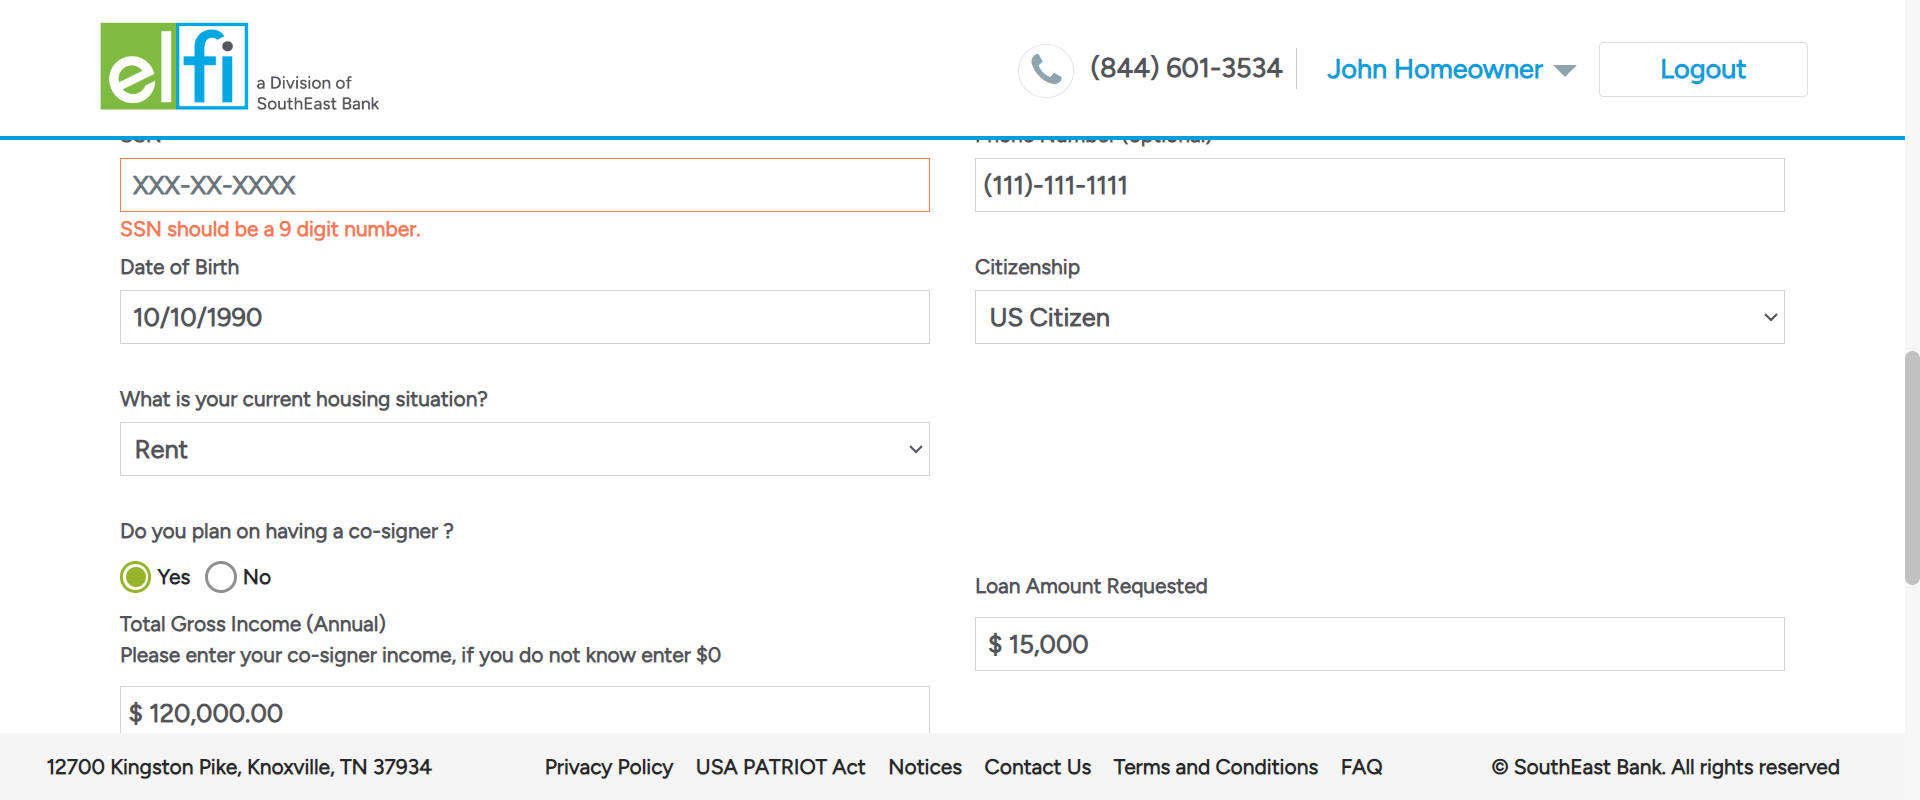 elfi
a Division of
SouthEast Bank
(844) 601-3534
John Homeowner
Logout
SSN
Phone Number (optional)
XXX-XX-XXXX
(111)-111-1111
SSN should be a 9 digit number.
Date of Birth
Citizenship
10/10/1990
US Citizen
What is your current housing situation?
Rent
Do you plan on having a co-signer ?
Yes
No
Loan Amount Requested
Total Gross Income (Annual)
Please enter your co-signer income, if you do not know enter $0
$ 15,000
$ 120,000.00
12700 Kingston Pike, Knoxville, TN 37934
Privacy Policy
USA PATRIOT Act
Notices
Contact Us
Terms and Conditions
FAQ
© SouthEast Bank. All rights reserved